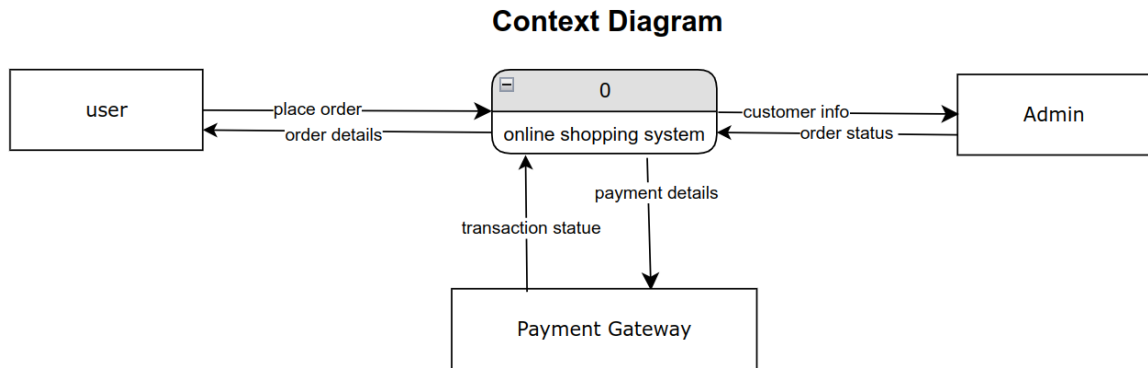 Context Diagram
user
place order
order details
0
online shopping system
customer info
order status
Admin
payment details
transaction statue
Payment Gateway